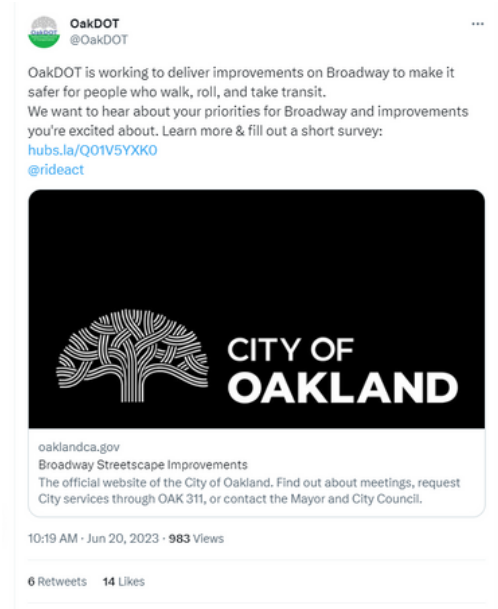 OakDOT
@OakDOT
OakDOT is working to deliver improvements on Broadway to make it
safer for people who walk, roll, and take transit.
We want to hear about your priorities for Broadway and improvements
you're excited about. Learn more & fill out a short survey:
hubs.la/Q01V5YXK0
@rideact
CITY OF
OAKLAND
oaklandca.gov
Broadway Streetscape Improvements
The official website of the City of Oakland. Find out about meetings, request
City services through OAK 311, or contact the Mayor and City Council.
10:19 AM · Jun 20, 2023 · 983 Views
6 Retweets 14 Likes